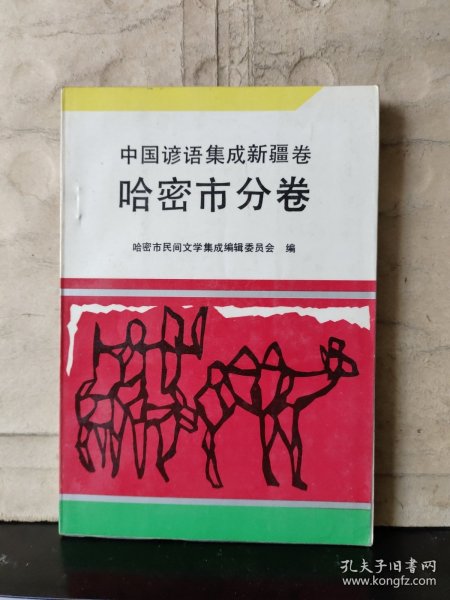 中国谚语集成新疆卷
哈密市分卷
哈密市民间文学集成编辑委员会 编
孔夫子旧书网
www.kongfz.com